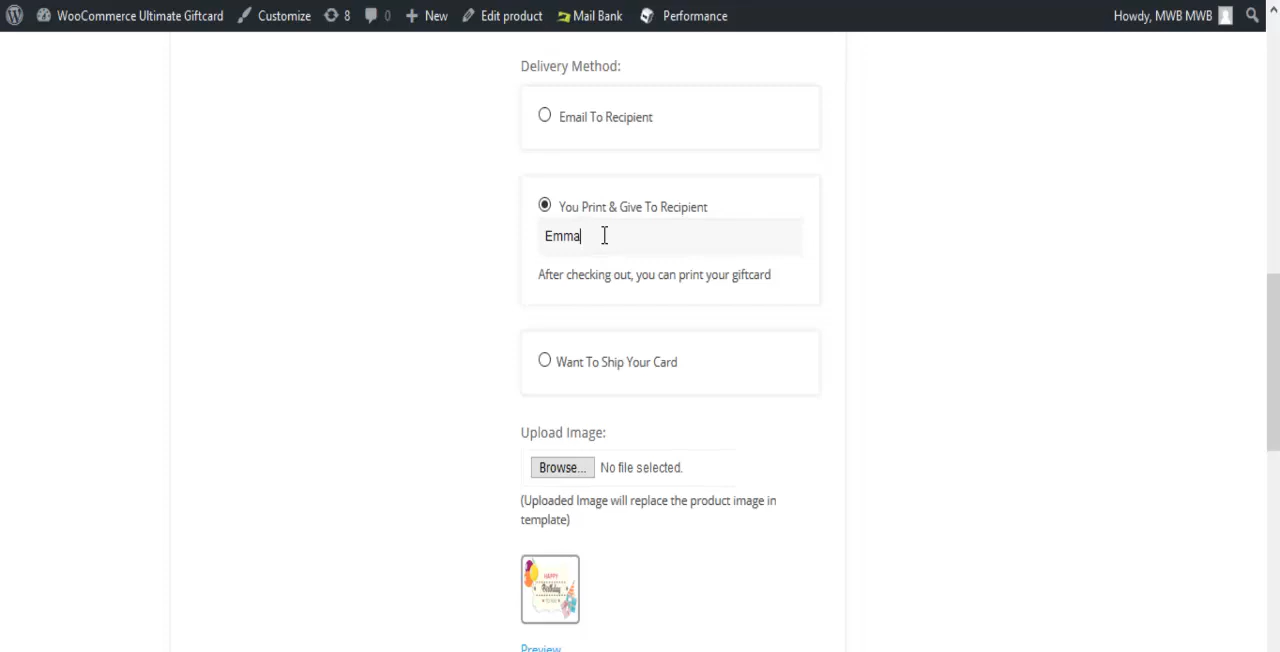 WooCommerce Ultimate Giftcard Customize 8 0 New Edit product Mail Bank Performance Howdy, MWB MWB
Delivery Method:
Email To Recipient
You Print & Give To Recipient
Emma
After checking out, you can print your giftcard
Want To Ship Your Card
Upload Image:
Browse... No file selected.
(Uploaded Image will replace the product image in
template)
HAPPY
Birthday
Preview